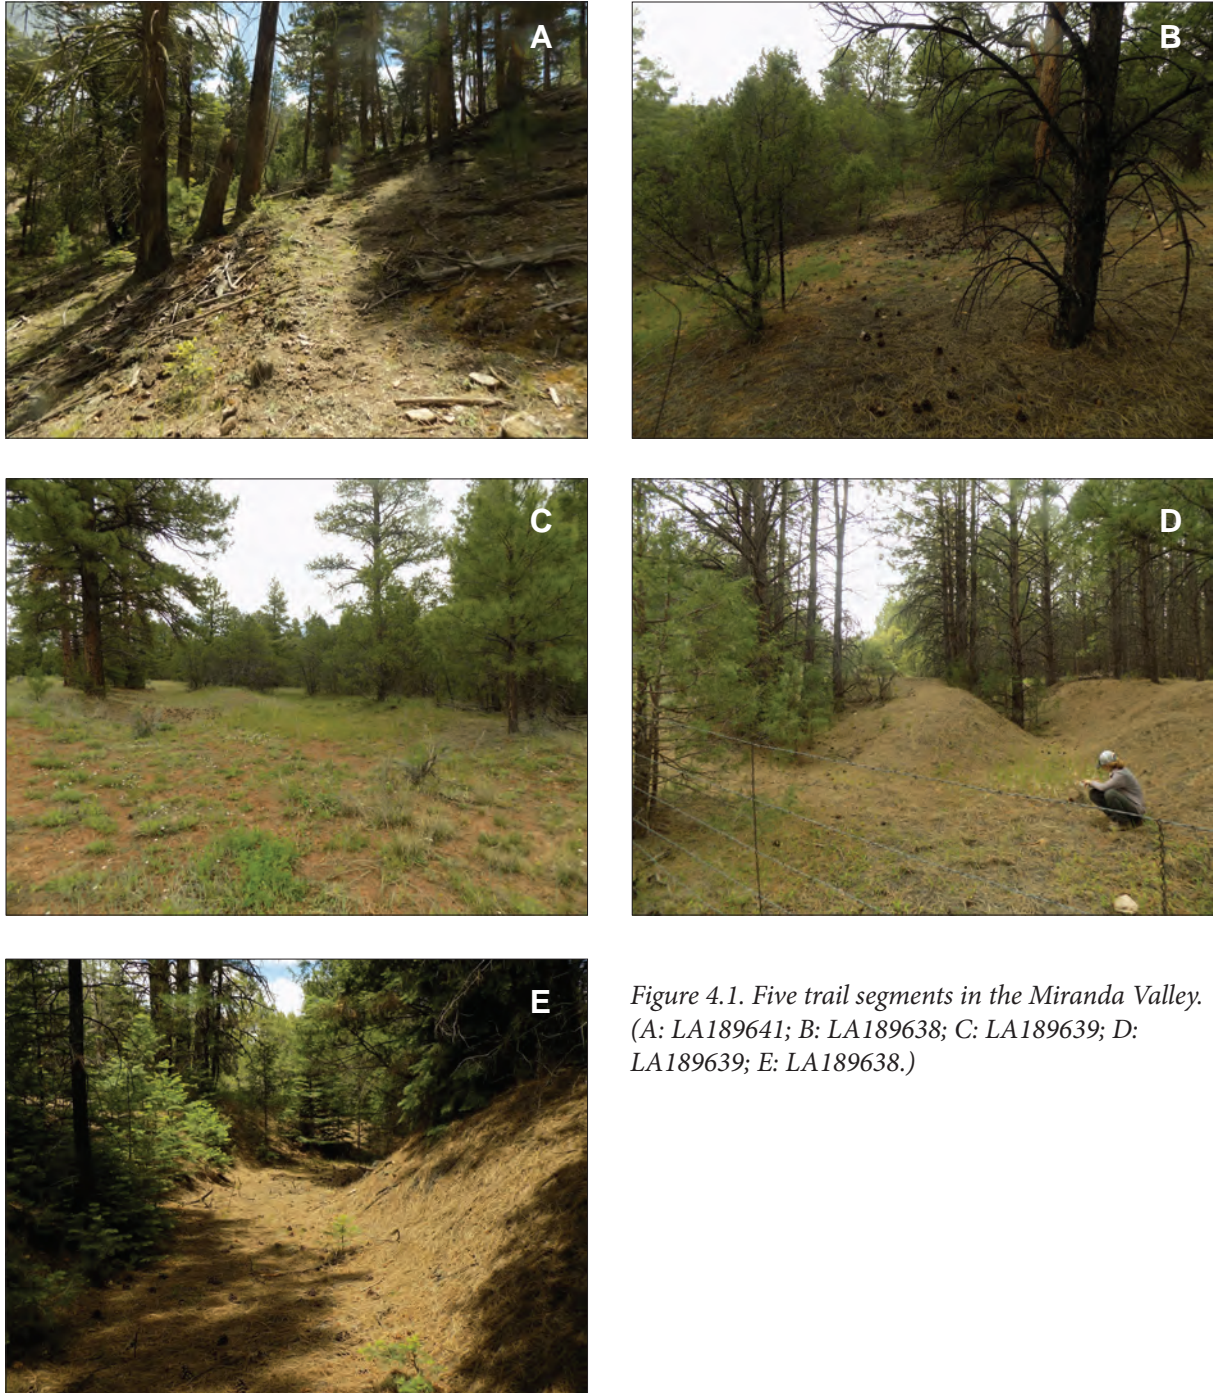 A
B
C
D
E
Figure 4.1. Five trail segments in the Miranda Valley.
(A: LA189641; B: LA189638; C: LA189639; D:
LA189639; E: LA189638.)